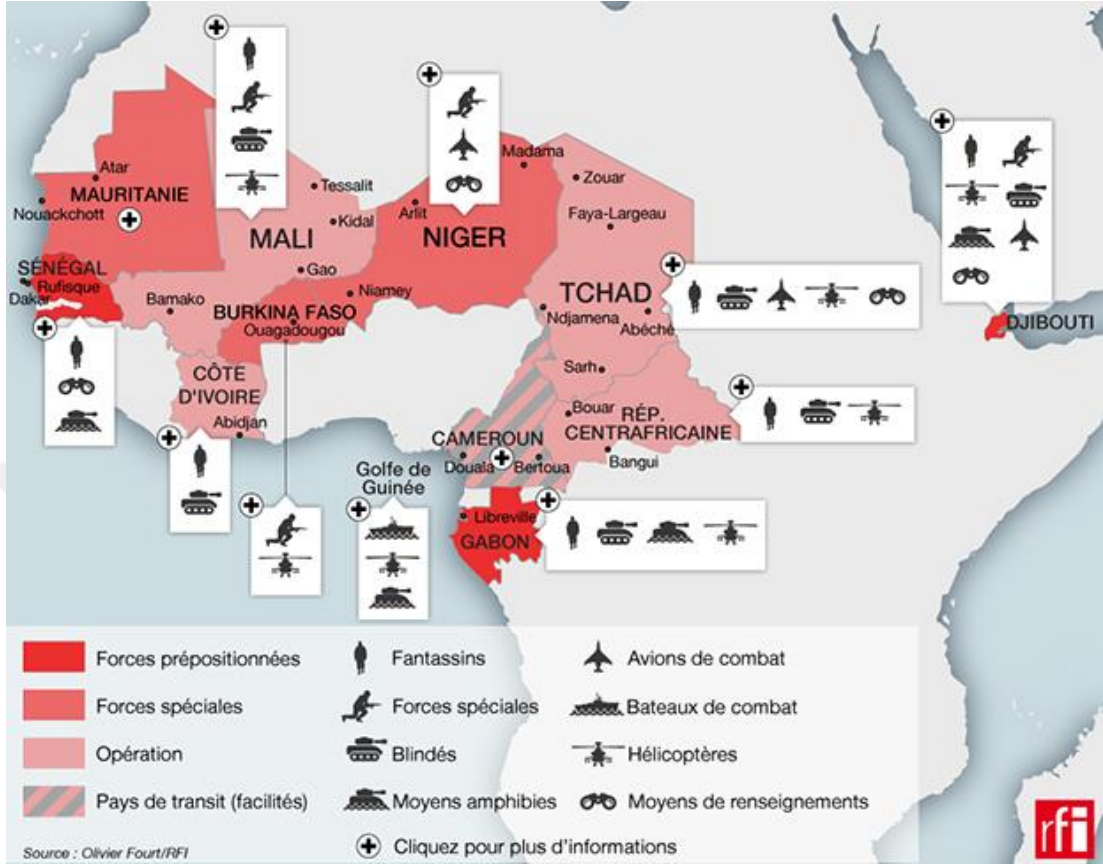 Atar
MAURITANIE
Nouackchott
Tessalit
Kidal
MALI
Gao
Madama
Arlit
NIGER
Zouar
Faya-Largeau
TCHAD
Ndjamena
Abéché
Sarh
SÉNÉGAL
Rufisque
Dakar
Bamako
Niamey
BURKINA FASO
Ouagadougou
CÔTE
D'IVOIRE
Abidjan
DJIBOUTI
Bouar
RÉP.
CENTRAFRICAINE
Bangui
CAMEROUN
Douala
Bertoua
Golfe de
Guinée
Libreville
GABON
Forces prépositionnées
Forces spéciales
Opération
Pays de transit (facilités)
Fantassins
Forces spéciales
Blindés
Moyens amphibies
Avions de combat
Bateaux de combat
Hélicoptères
Moyens de renseignements
Cliquez pour plus d'informations
Source : Olivier Fourt/RFI
rfi